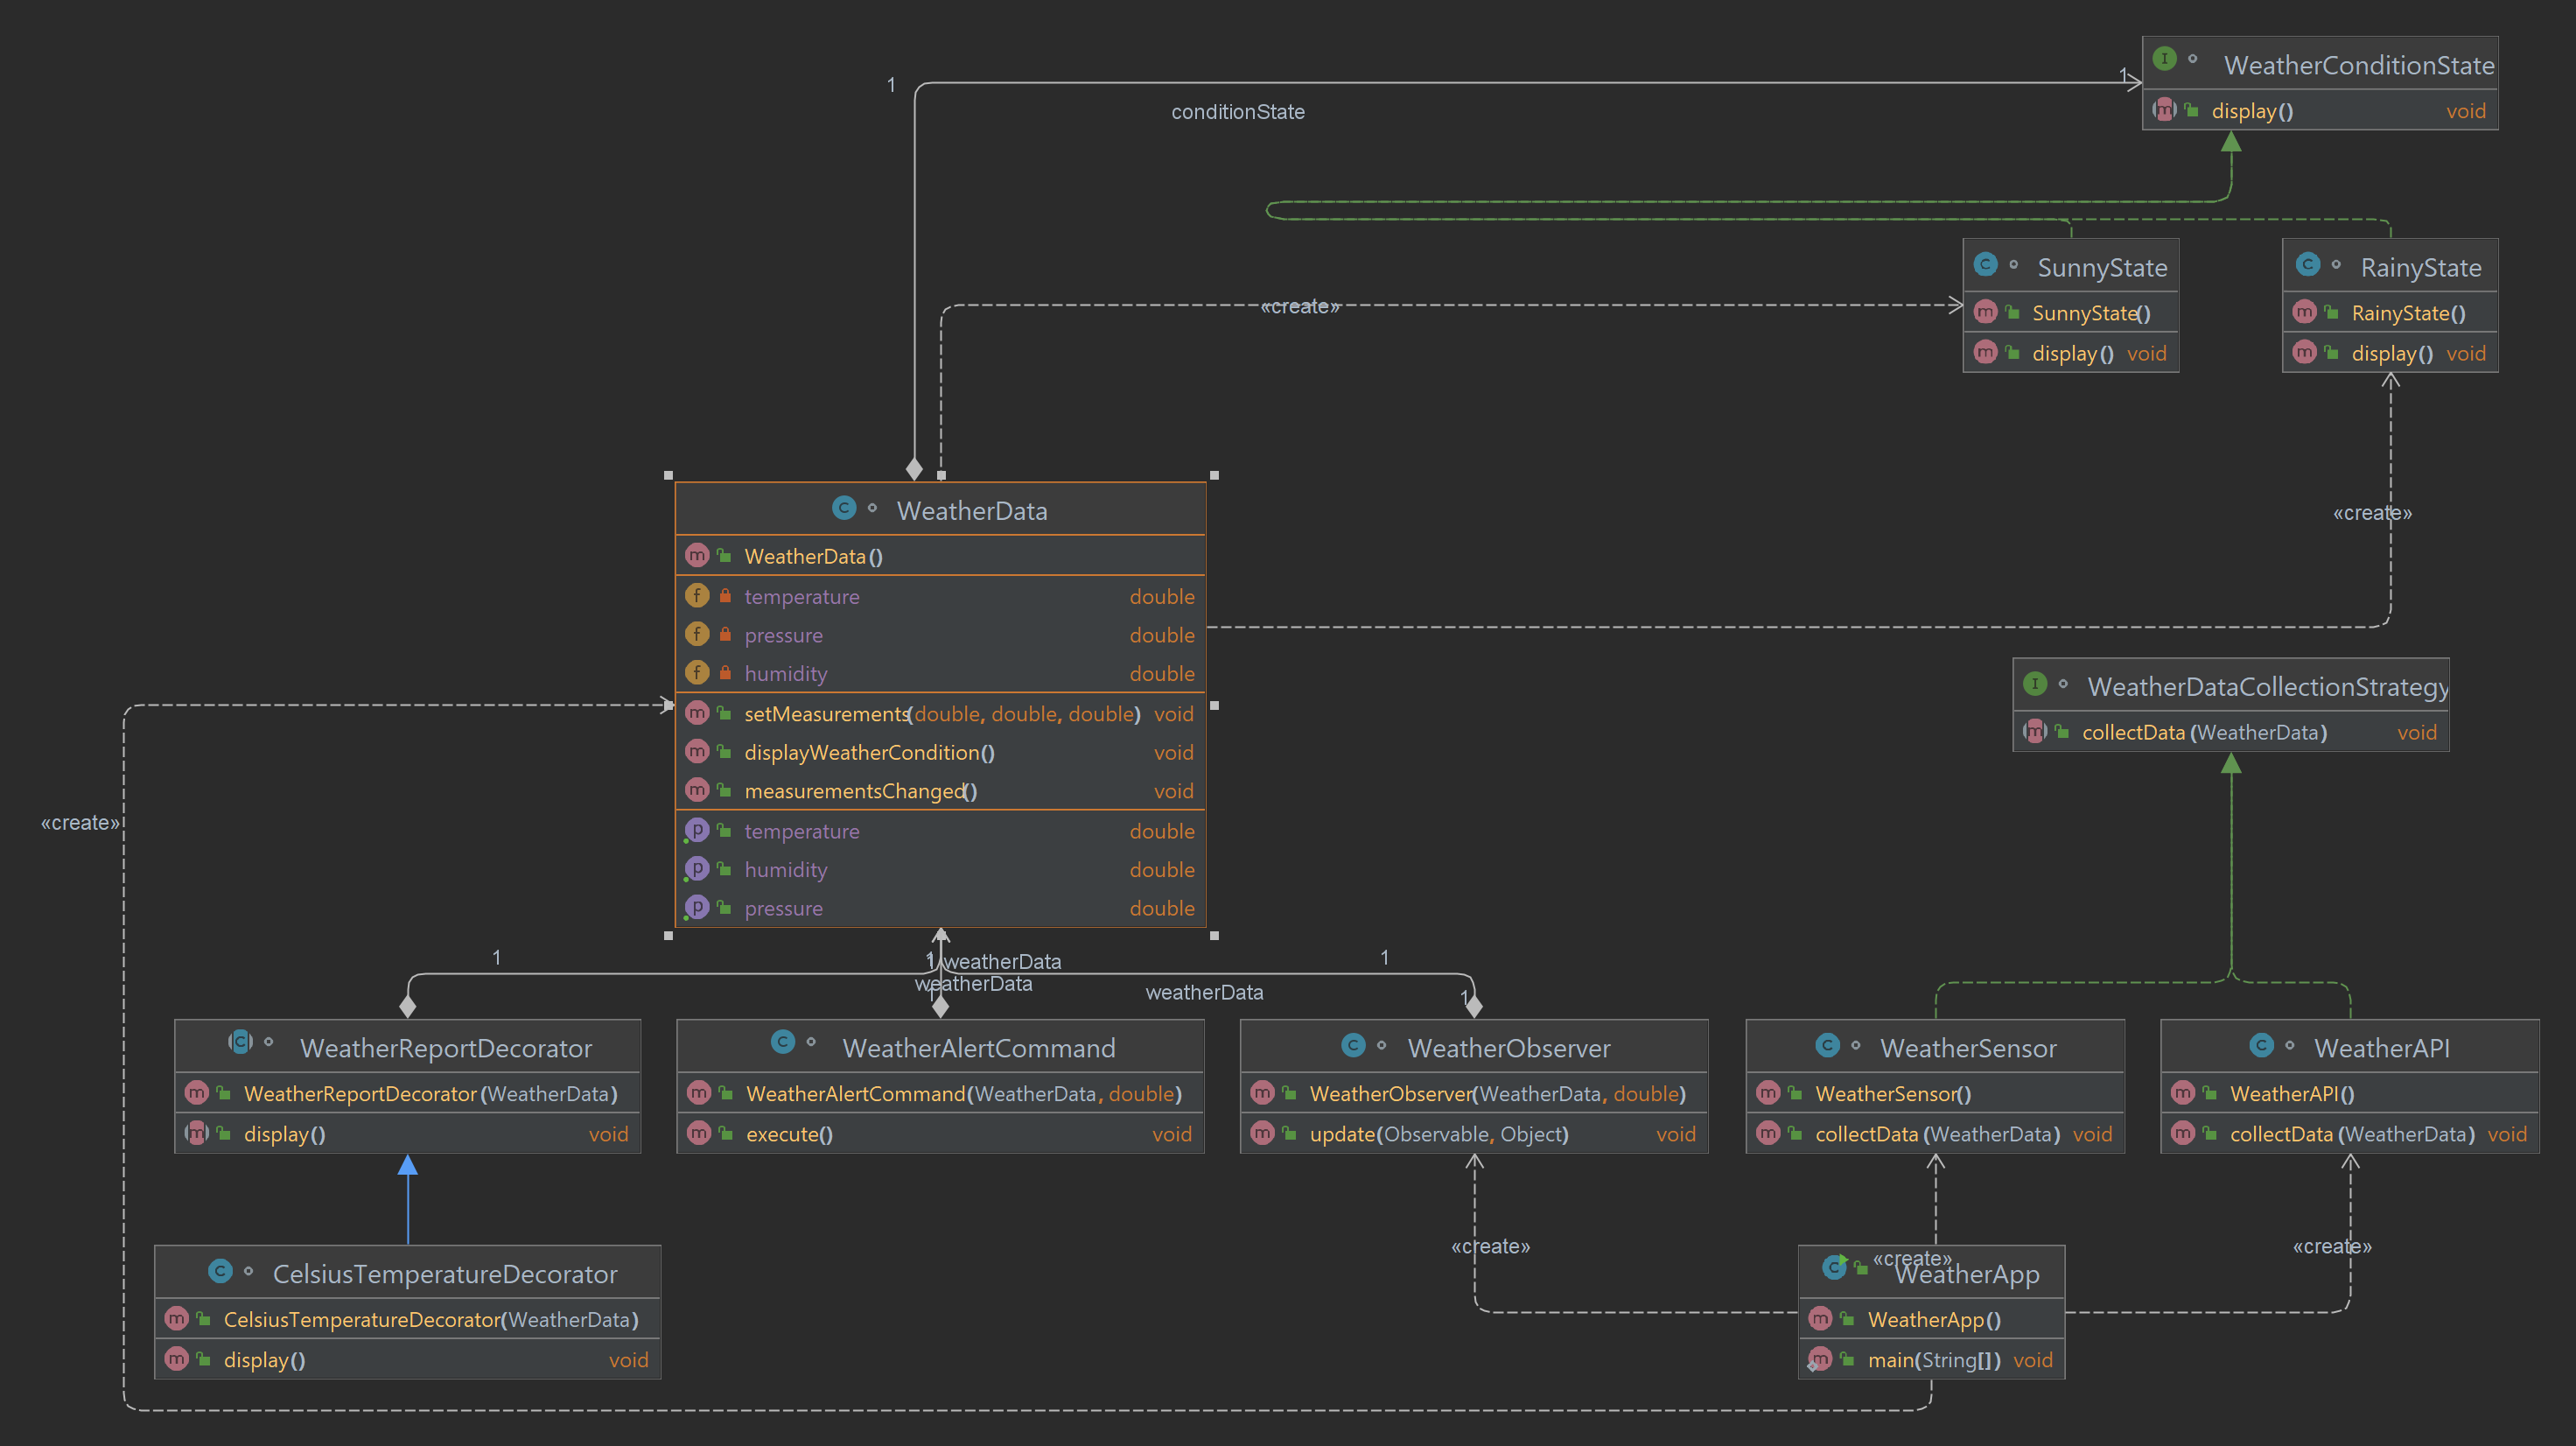 WeatherConditionState
display() void
1
1
conditionState
SunnyState
SunnyState()
display() void
RainyState
RainyState()
display() void
«create»
«create»
WeatherData
WeatherData()
temperature double
pressure double
humidity double
setMeasurements(double, double, double) void
displayWeatherCondition() void
measurementsChanged() void
temperature double
humidity double
pressure double
WeatherDataCollectionStrategy
collectData(WeatherData) void
«create»
1
1
weatherData
1
weatherData
1
weatherData
1
WeatherReportDecorator
WeatherReportDecorator(WeatherData)
display() void
WeatherAlertCommand
WeatherAlertCommand(WeatherData, double)
execute() void
WeatherObserver
WeatherObserver(WeatherData, double)
update(Observable, Object) void
WeatherSensor
WeatherSensor()
collectData(WeatherData) void
WeatherAPI
WeatherAPI()
collectData(WeatherData) void
«create»
«create»
«create»
CelsiusTemperatureDecorator
CelsiusTemperatureDecorator(WeatherData)
display() void
WeatherApp
WeatherApp()
main(String[]) void